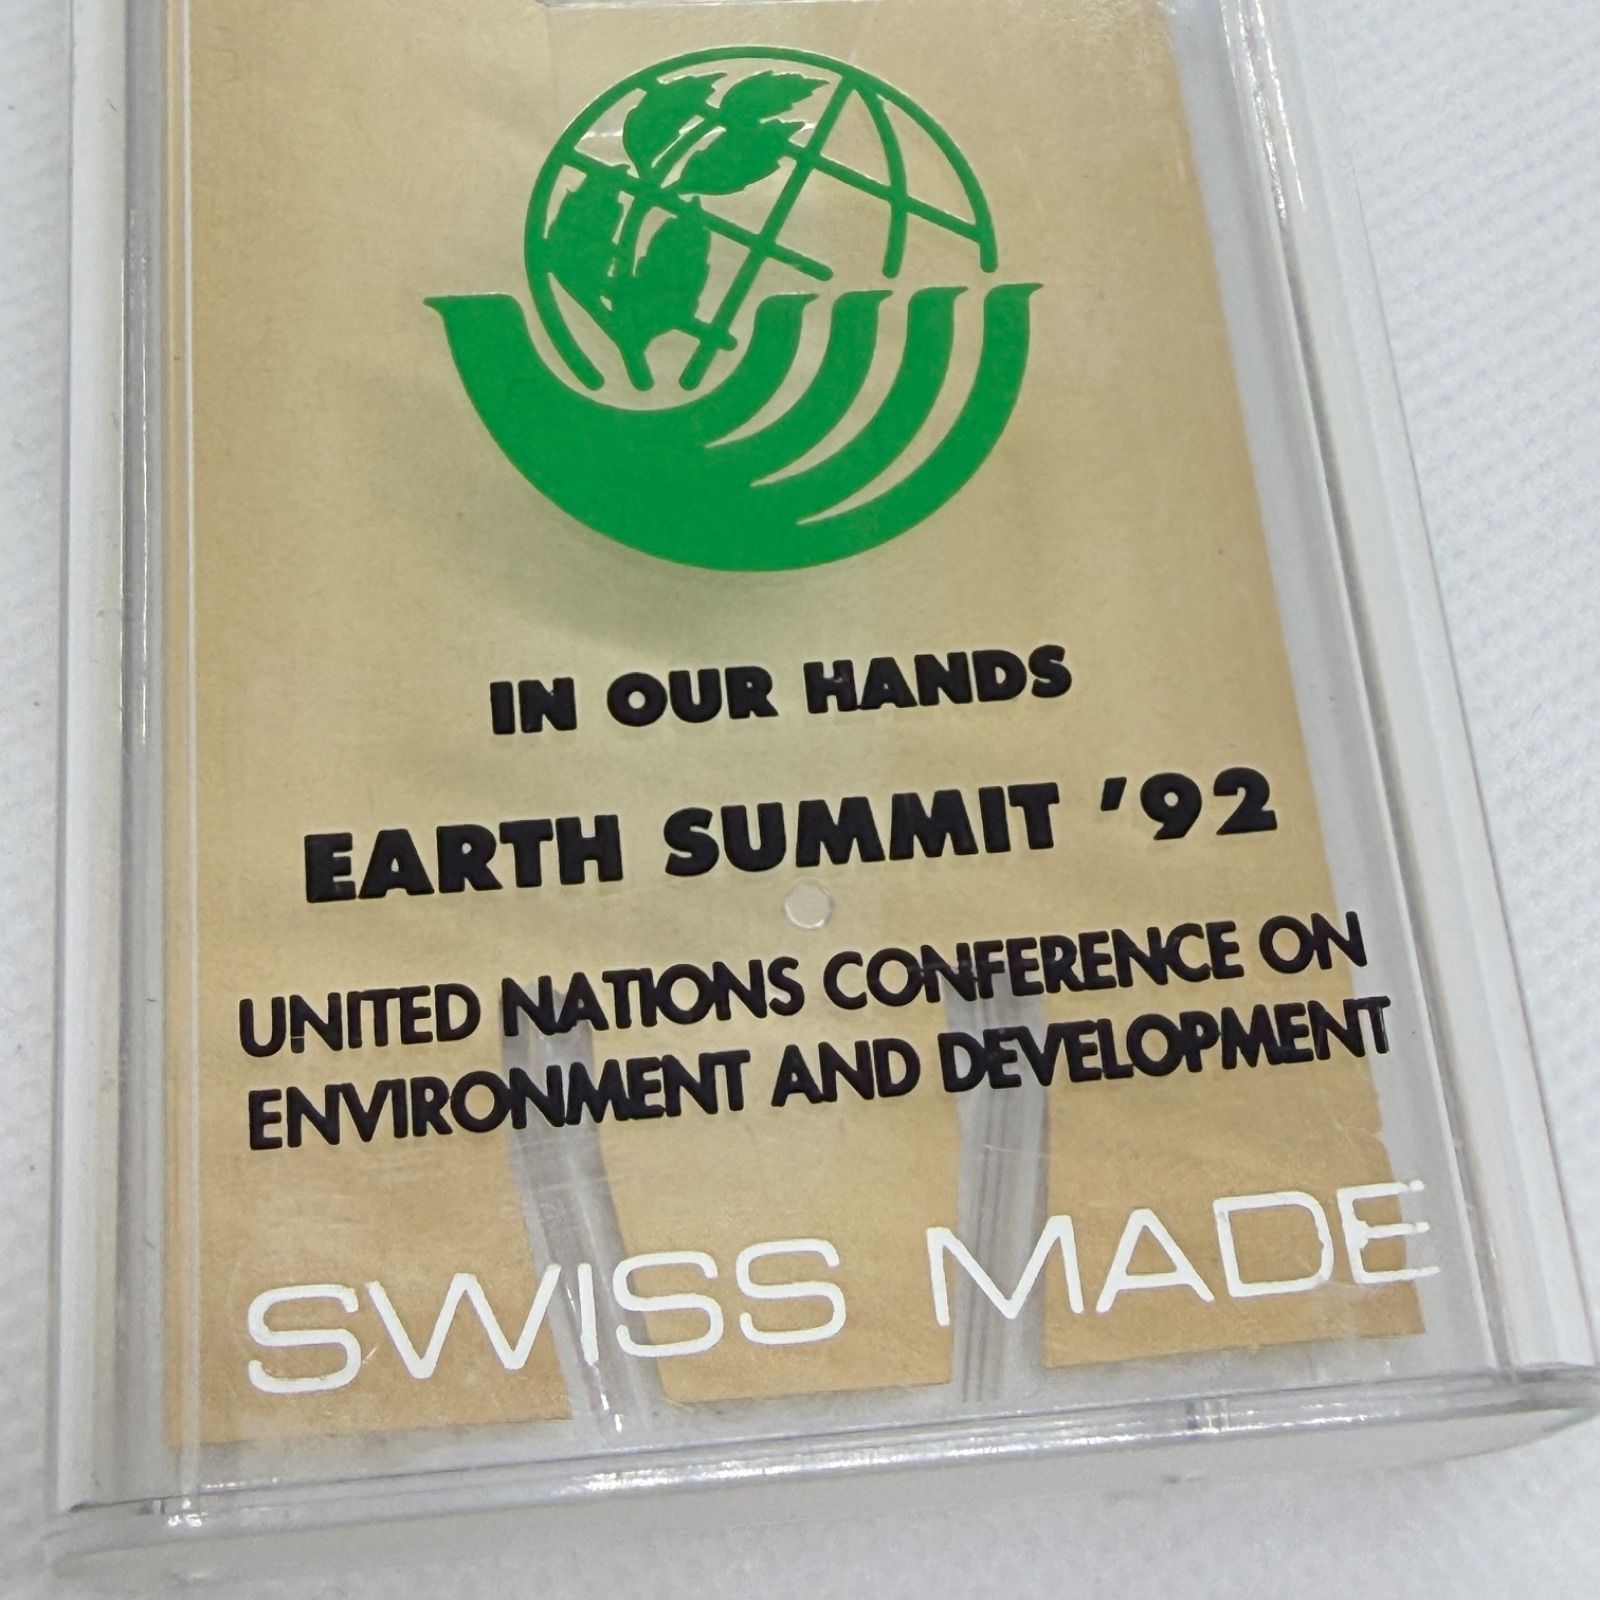 IN OUR HANDS
EARTH SUMMIT '92
UNITED NATIONS CONFERENCE ON
ENVIRONMENT AND DEVELOPMENT
SWISS MADE